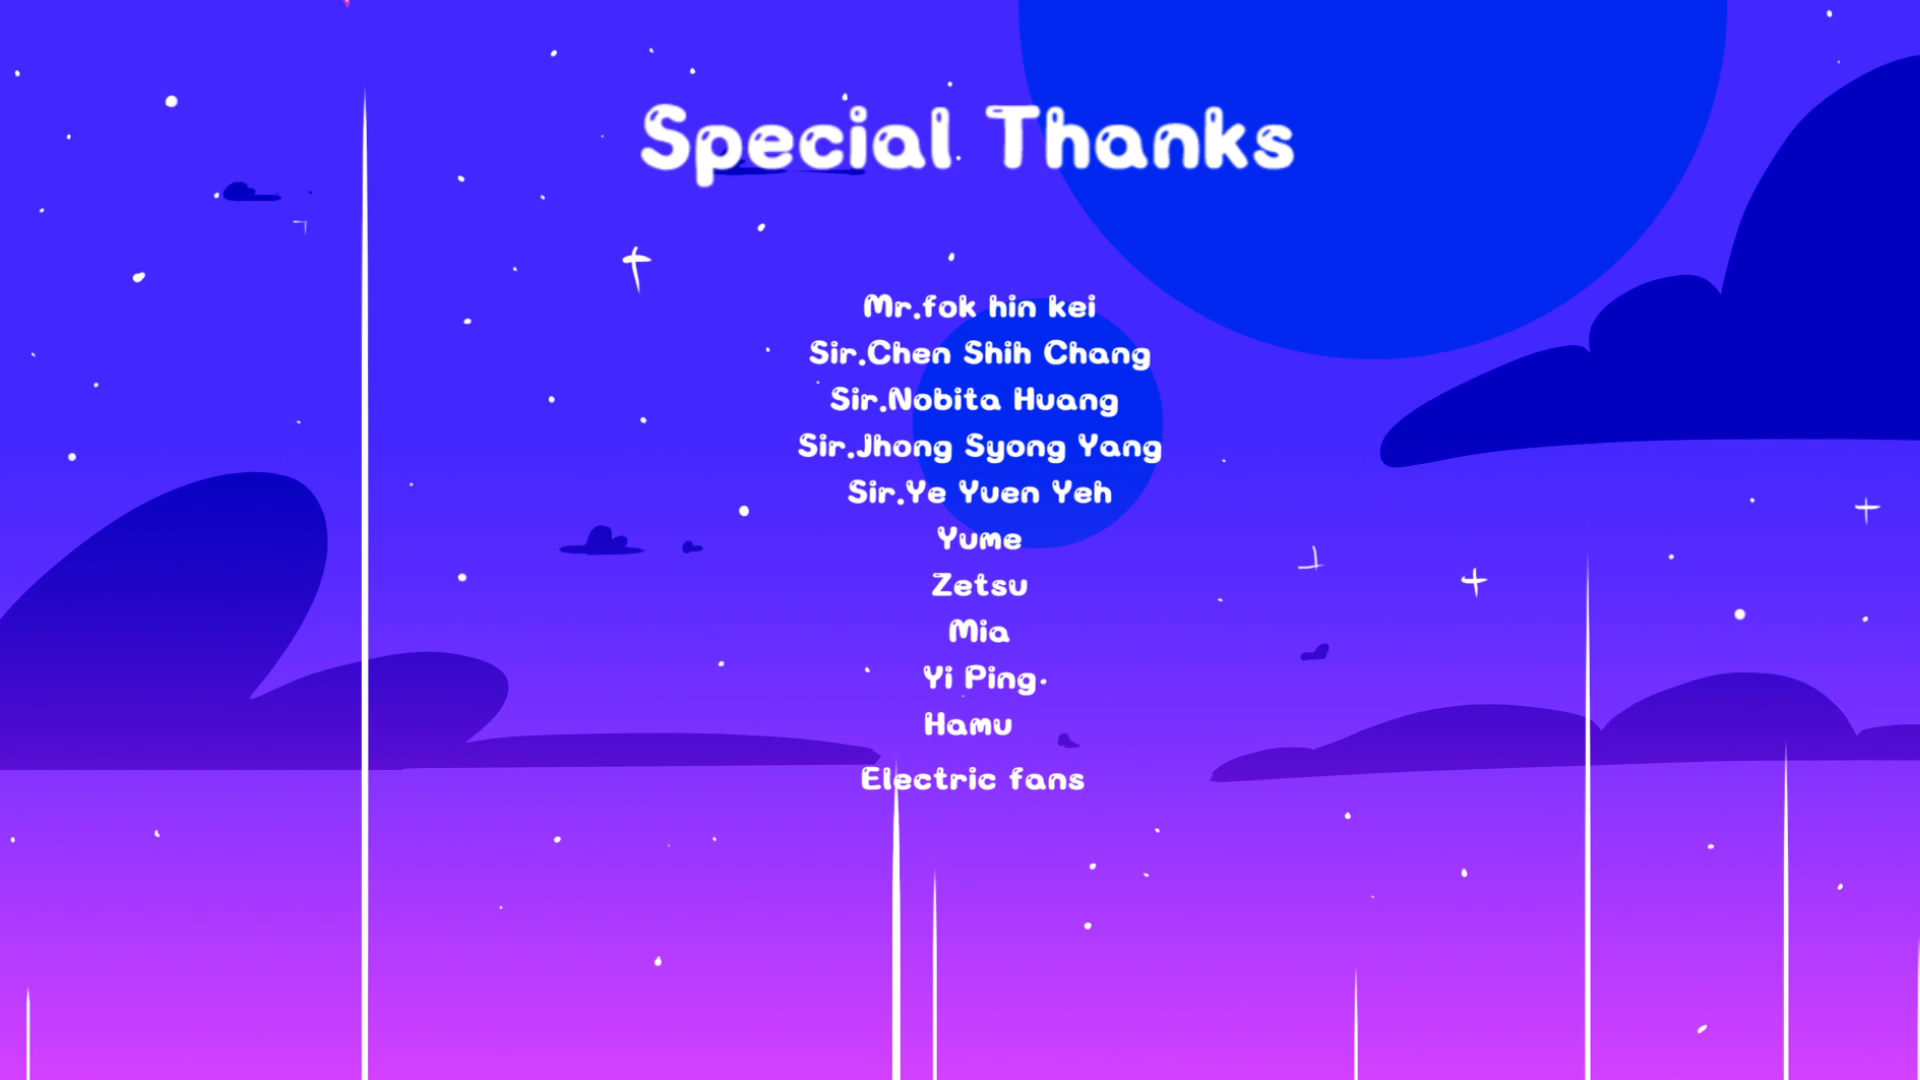 Special Thanks
Mr.fok hin kei
Sir.Chen Shih Chang
Sir.Nobita Huang
Sir.Jhong Syong Yang
Sir.Ye Yuen Yeh
Yume
Zetsu
Mia
Yi Ping
Hamu
Electric fans